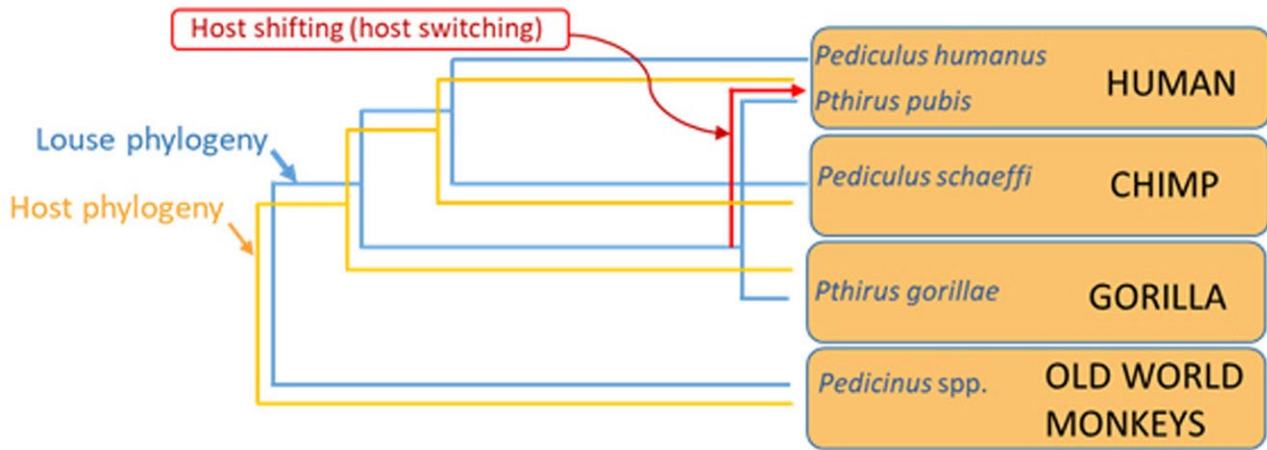 Host shifting (host switching)
Louse phylogeny
Host phylogeny
Pediculus humanus
HUMAN
Pthirus pubis
Pediculus schaeffi
CHIMP
Pthirus gorillae
GORILLA
Pedicinus spp.
OLD WORLD
MONKEYS